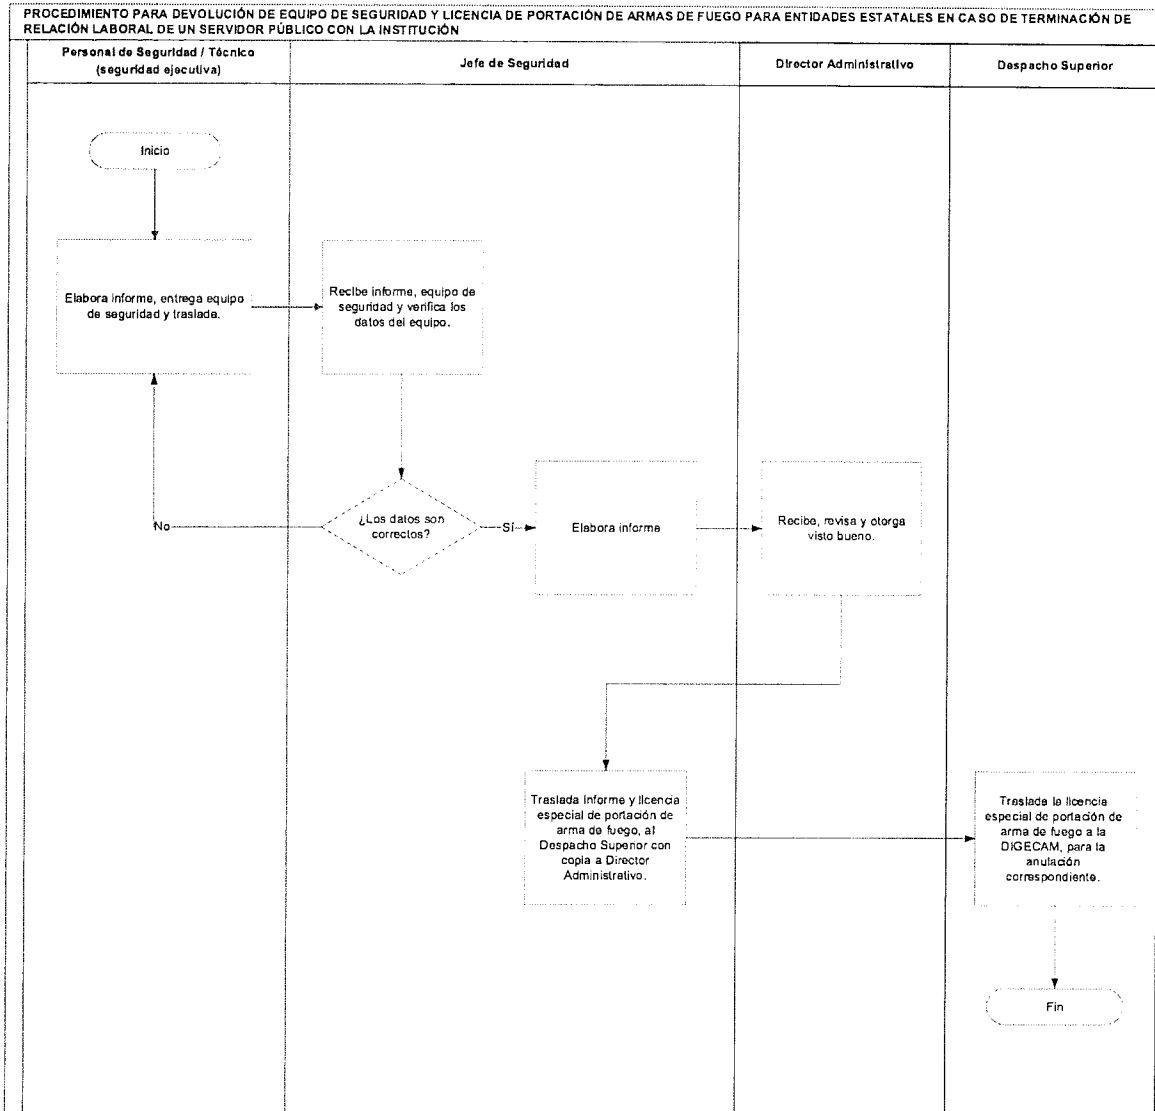 PROCEDIMIENTO PARA DEVOLUCIÓN DE EQUIPO DE SEGURIDAD Y LICENCIA DE PORTACIÓN DE ARMAS DE FUEGO PARA ENTIDADES ESTATALES EN CASO DE TERMINACIÓN DE
RELACIÓN LABORAL DE UN SERVIDOR PÚBLICO CON LA INSTITUCIÓN
Personal de Seguridad / Técnico
(seguridad ejecutiva)
Jefe de Seguridad
Director Administrativo
Despacho Superior
Inicio
Elabora informe, entrega equipo
de seguridad y traslada.
Recibe informe, equipo de
seguridad y verifica los
datos del equipo.
No
¿Los datos son
correctos?
Sí
Elabora informe
Recibe, revisa y otorga
visto bueno.
Traslada Informe y licencia
especial de portación de
arma de fuego, al
Despacho Superior con
copia a Director
Administrativo.
Traslada la licencia
especial de portación de
arma de fuego a la
DIGECAM, para la
anulación
correspondiente.
Fin